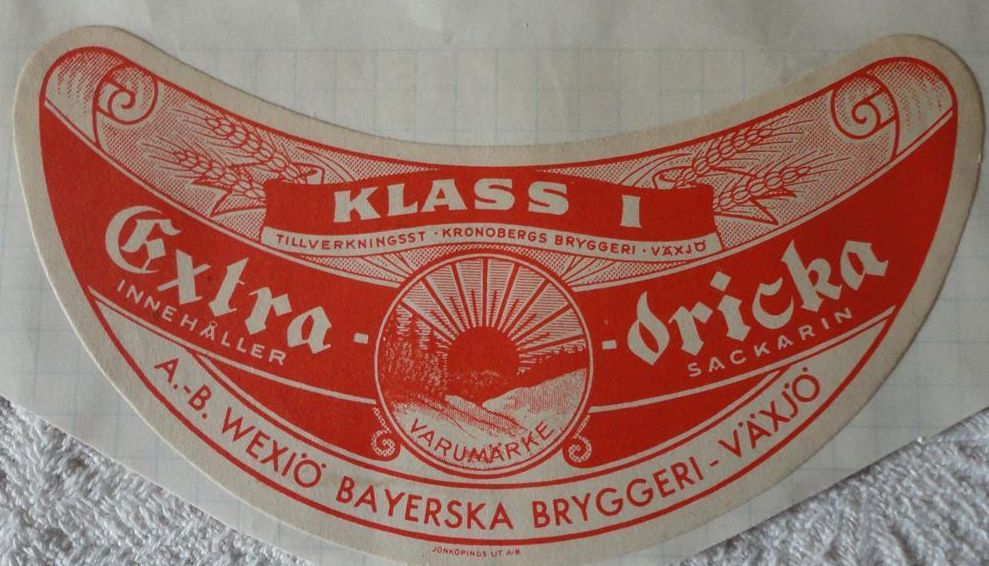 KLASS I
TILLVERKNINGSST · KRONOBERGS BRYGGERI · VÄXJÖ
Extra - dricka
INNEHÅLLER SACKARIN
VARUMÄRKE
A.-B. WEXIÖ BAYERSKA BRYGGERI - VÄXJÖ
JÖNKÖPINGS LIT A-B.